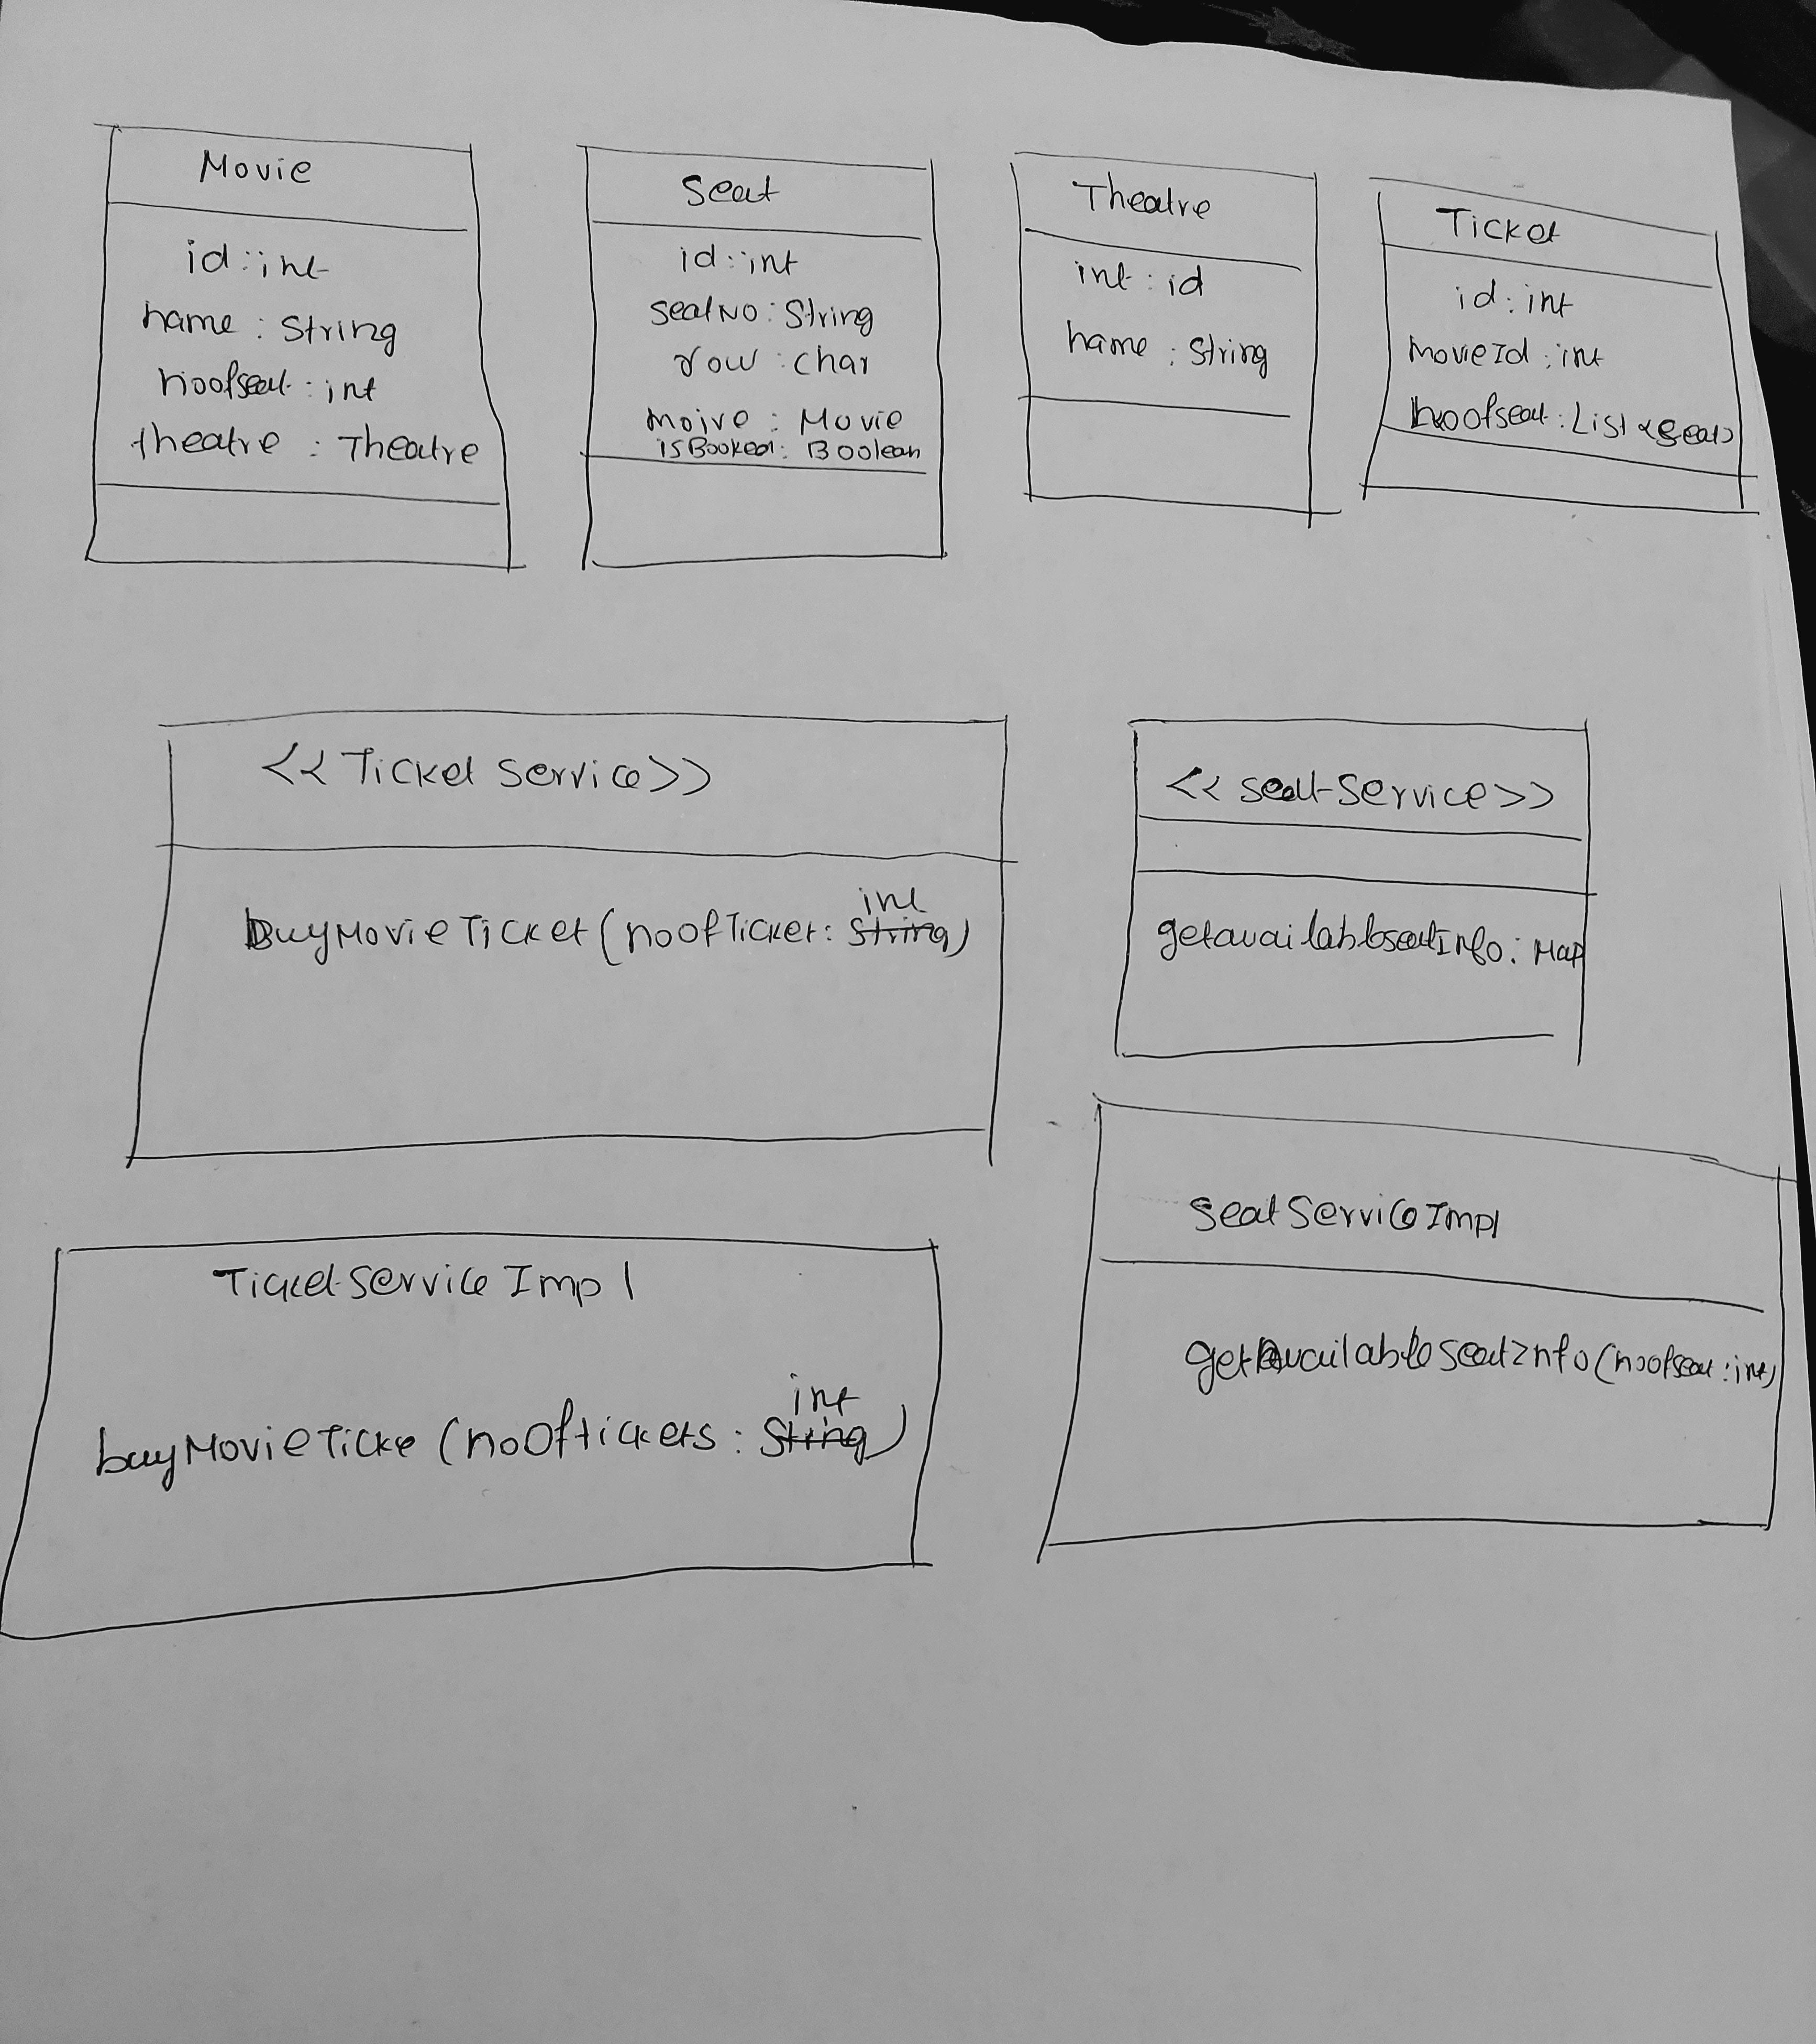 Movie
id : int
name : String
noofseat : int
theatre : Theatre
Seat
id : int
seatNo : String
row : char
moive : Movie
isBooked : Boolean
Theatre
int : id
name : String
Ticket
id : int
MovieId : int
noofseat : List <Seat>
<< Ticket Service >>
int
BuyMovieTicket (noofTicket : String)
<< seat Service >>
getavailableseatInfo : Map
TicketService Impl
int
buyMovieTicke (noOftickets : String)
SeatServiceImpl
getAvailableSeatInfo (noofseat : int)